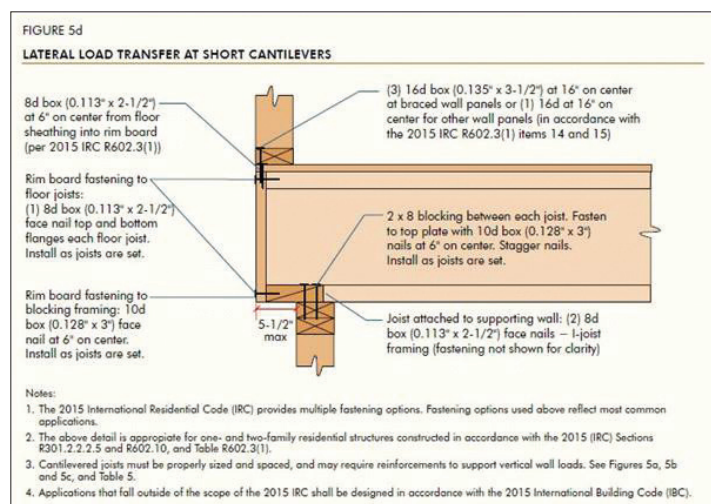 FIGURE 5d
LATERAL LOAD TRANSFER AT SHORT CANTILEVERS
8d box (0.113" x 2-1/2")
at 6" on center from floor
sheathing into rim board
(per 2015 IRC R602.3(1))
(3) 16d box (0.135" x 3-1/2") at 16" on center
at braced wall panels or (1) 16d at 16" on
center for other wall panels (in accordance with
the 2015 IRC R602.3(1) items 14 and 15)
Rim board fastening to
floor joists:
(1) 8d box (0.113" x 2-1/2")
face nail top and bottom
flanges each floor joist.
Install as joists are set.
2 x 8 blocking between each joist. Fasten
to top plate with 10d box (0.128" x 3")
nails at 6" on center. Stagger nails.
Install as joists are set.
Rim board fastening to
blocking framing: 10d
box (0.128" x 3") face
nail at 6" on center.
Install as joists are set.
5-1/2"
max
Joist attached to supporting wall: (2) 8d
box (0.113" x 2-1/2") face nails – I-joist
framing (fastening not shown for clarity)
Notes:
1. The 2015 International Residential Code (IRC) provides multiple fastening options. Fastening options used above reflect most common
applications.
2. The above detail is appropiate for one- and two-family residential structures constructed in accordance with the 2015 (IRC) Sections
R301.2.2.2.5 and R602.10, and Table R602.3(1).
3. Cantilevered joists must be properly sized and spaced, and may require reinforcements to support vertical wall loads. See Figures 5a, 5b
and 5c, and Table 5.
4. Applications that fall outside of the scope of the 2015 IRC shall be designed in accordance with the 2015 International Building Code (IBC).